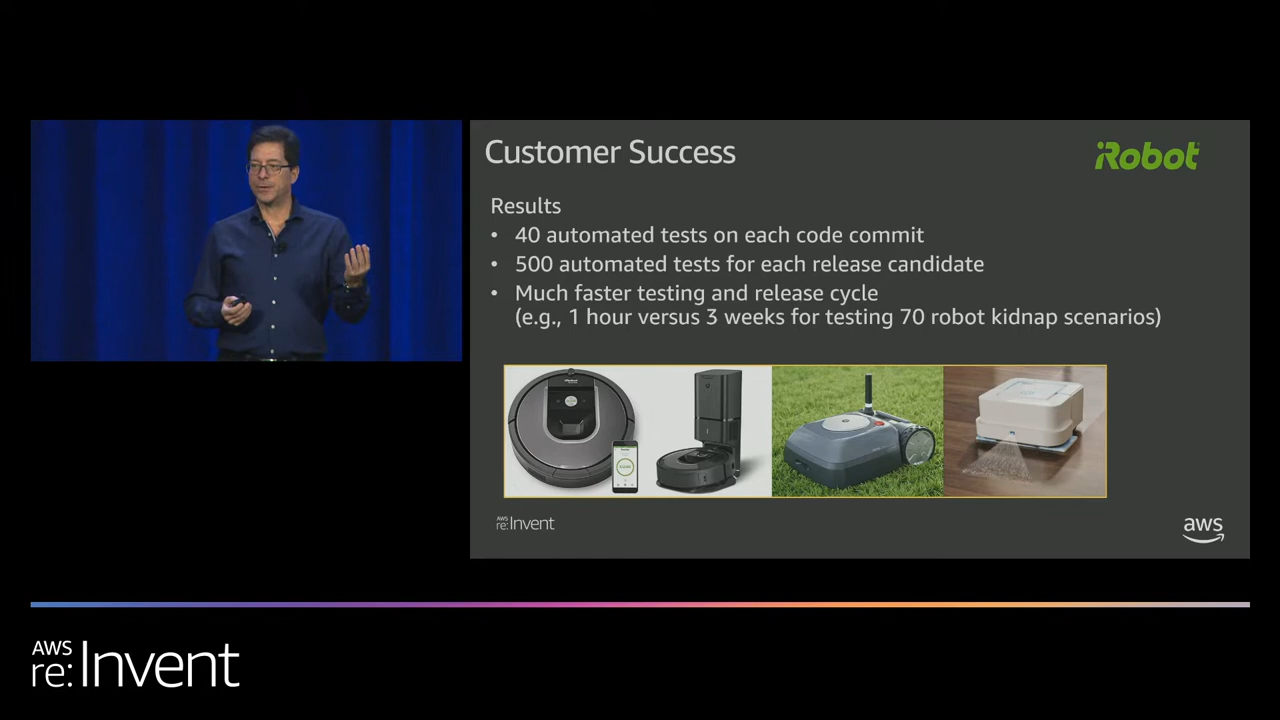 Customer Success
iRobot
Results
• 40 automated tests on each code commit
• 500 automated tests for each release candidate
• Much faster testing and release cycle
(e.g., 1 hour versus 3 weeks for testing 70 robot kidnap scenarios)
AWS
re:Invent
aws
AWS
re:Invent